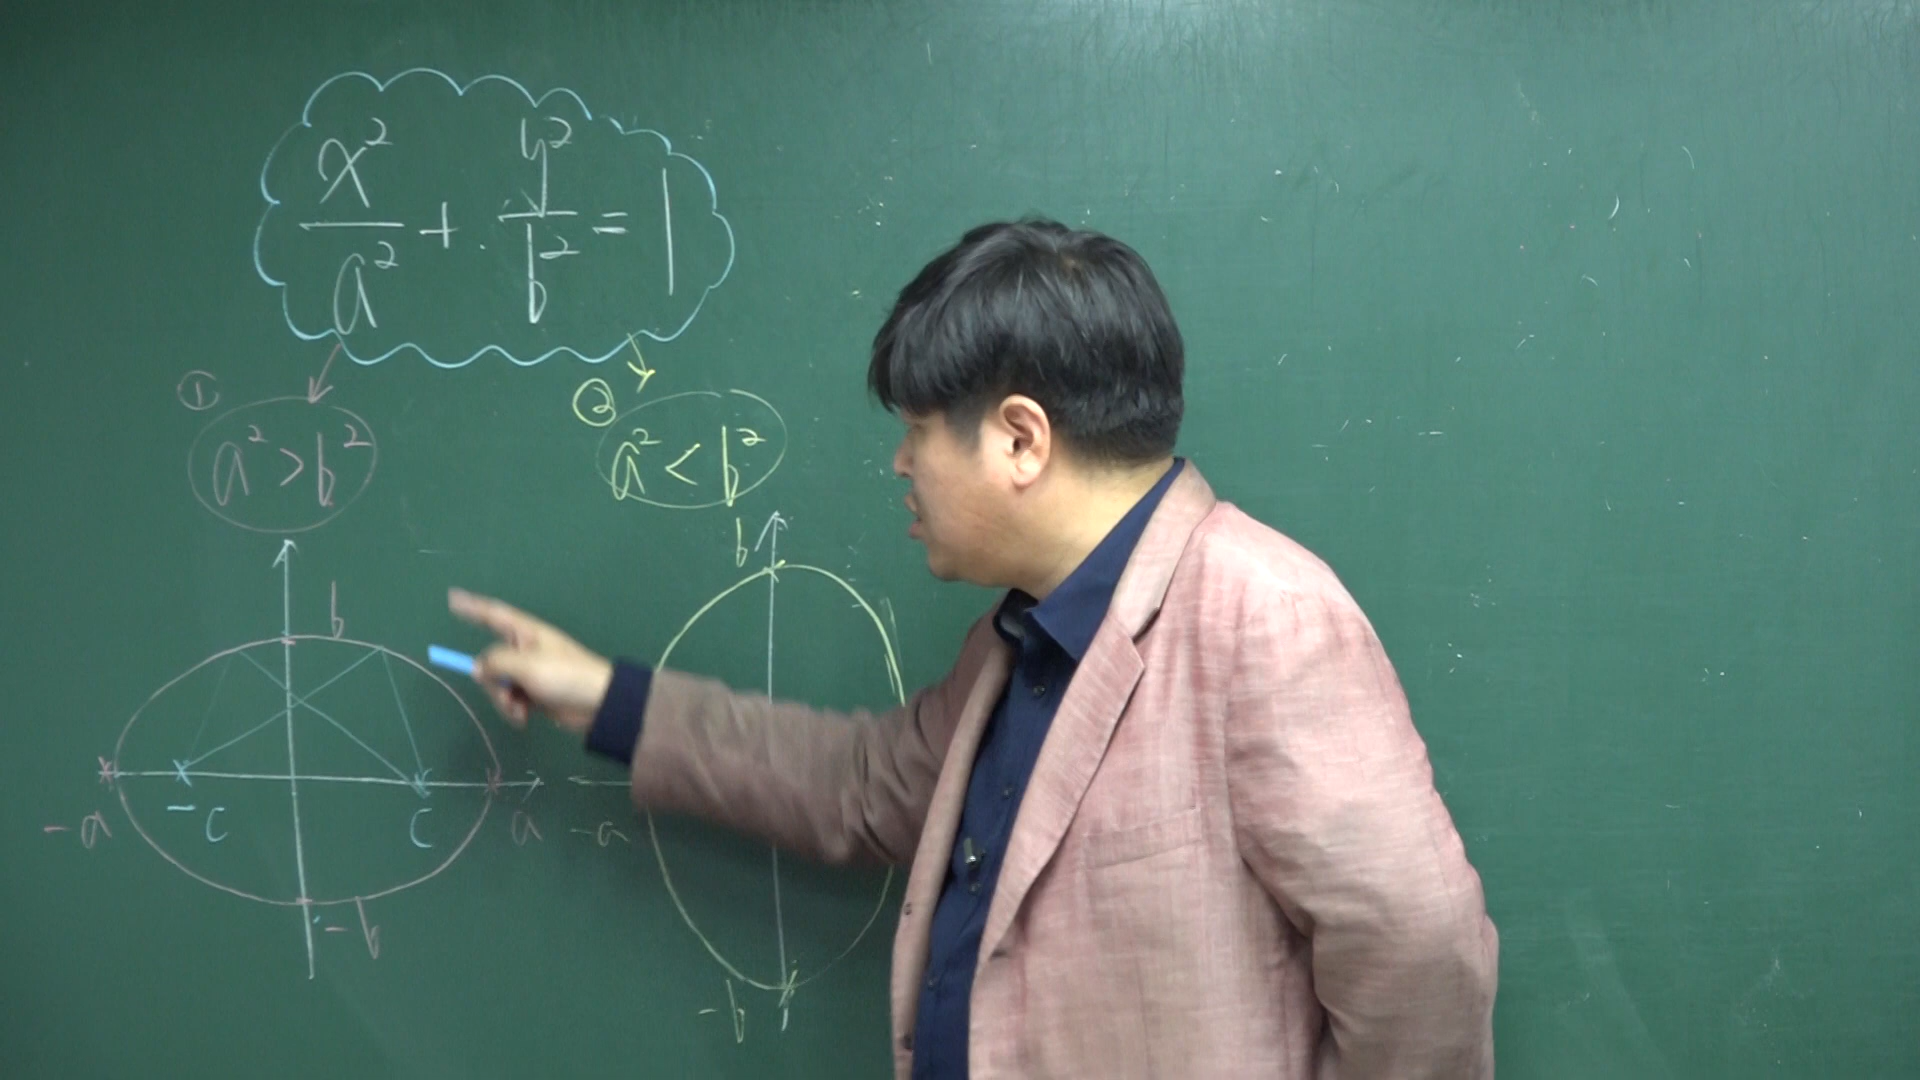 x²/a² + y²/b² = 1
① ②
a² > b² a² < b²
b
b
-c c
-a a -a
-b
-b